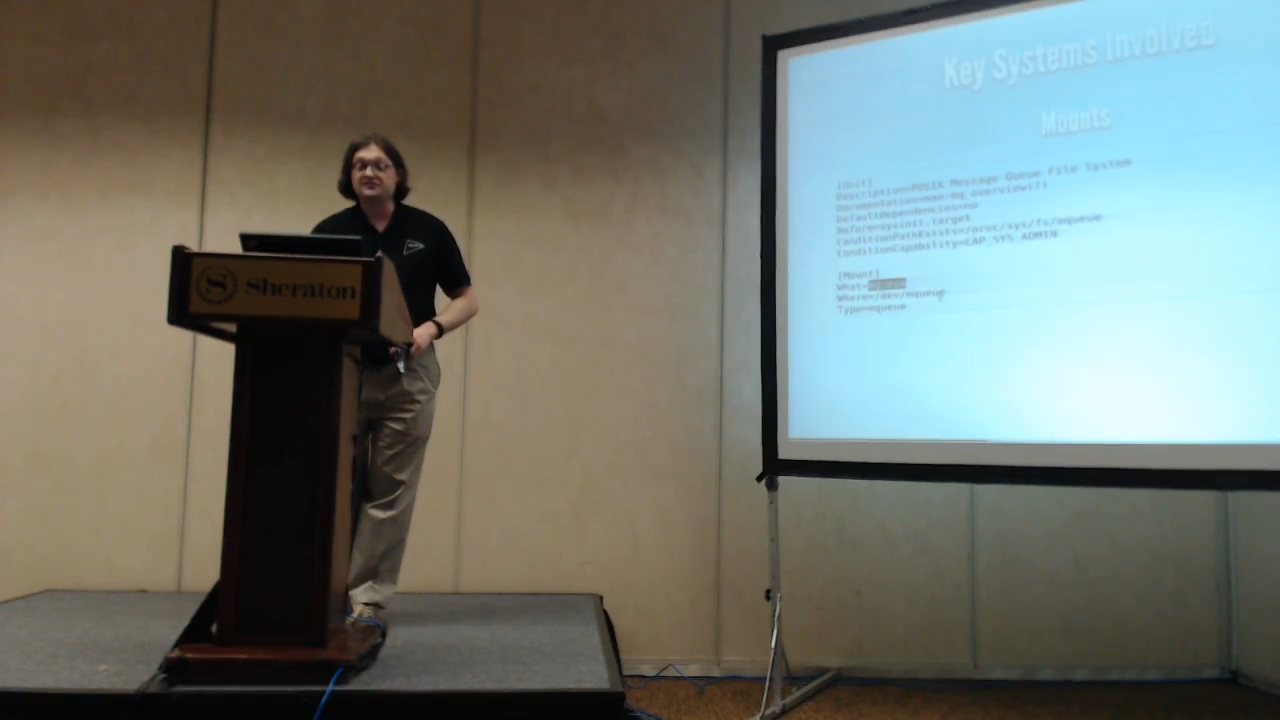 Sheraton
Key Systems Involved
Mounts
[Unit]
Description=POSIX Message Queue File System
Documentation=man:mq_overview(7)
DefaultDependencies=no
Before=sysinit.target
ConditionPathExists=/proc/sys/fs/mqueue
ConditionCapability=CAP_SYS_ADMIN
[Mount]
What=mqueue
Where=/dev/mqueue
Type=mqueue